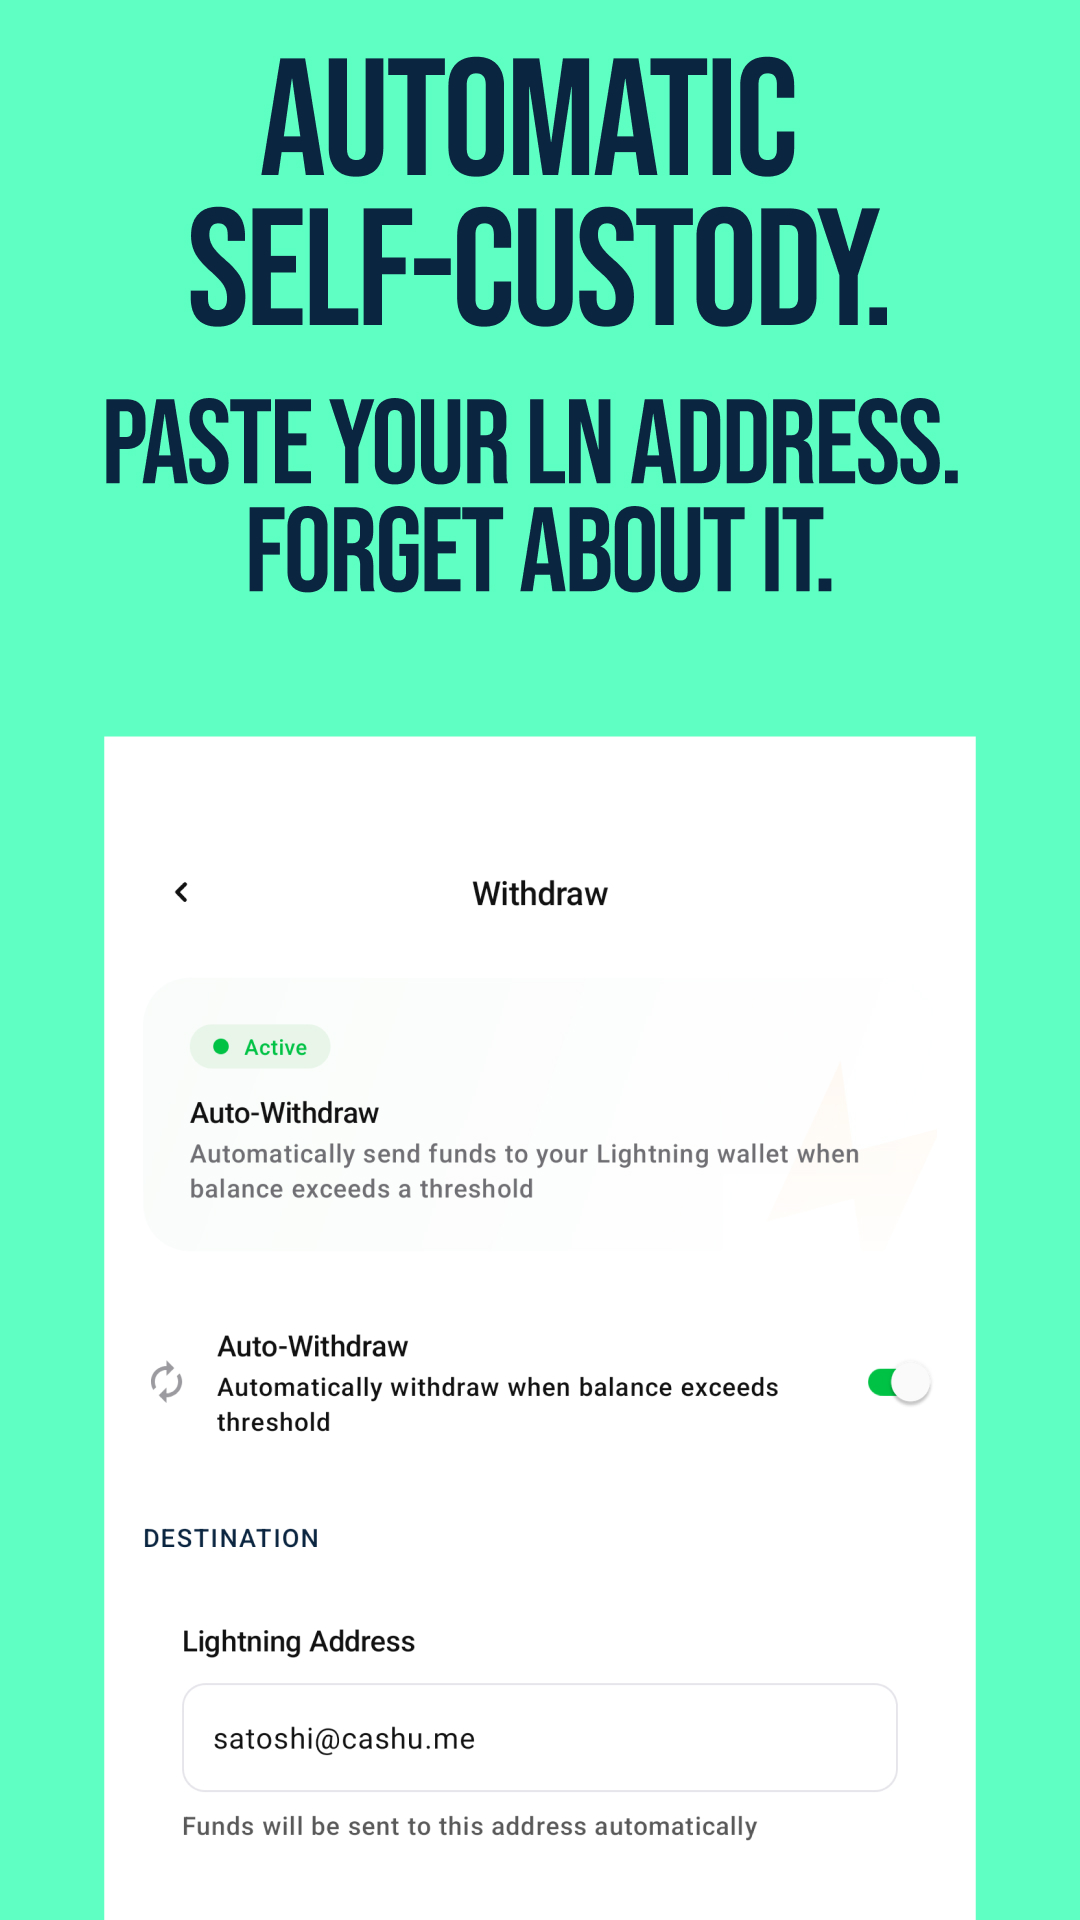 AUTOMATIC
SELF-CUSTODY.
PASTE YOUR LN ADDRESS.
FORGET ABOUT IT.
Withdraw
Active
Auto-Withdraw
Automatically send funds to your Lightning wallet when
balance exceeds a threshold
Auto-Withdraw
Automatically withdraw when balance exceeds
threshold
DESTINATION
Lightning Address
satoshi@cashu.me
Funds will be sent to this address automatically